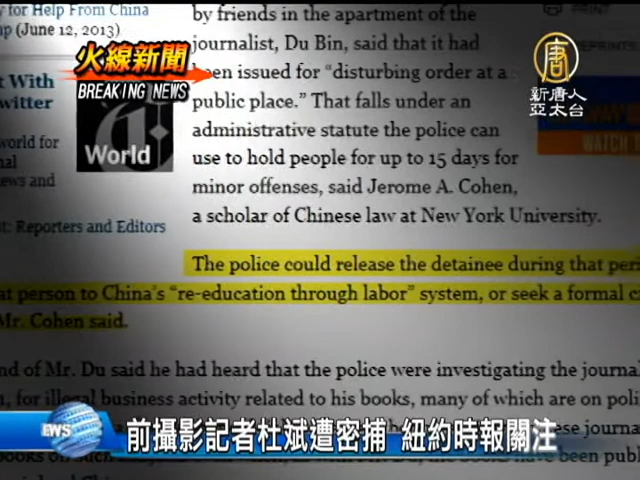 y for Help From China
p (June 12, 2013)
火線新聞
BREAKING NEWS
t With
witter
world for
nal
ews and
t: Reporters and Editors
World
by friends in the apartment of the
journalist, Du Bin, said that it had
been issued for “disturbing order at a
public place.” That falls under an
administrative statute the police can
use to hold people for up to 15 days for
minor offenses, said Jerome A. Cohen,
a scholar of Chinese law at New York University.
The police could release the detainee during that peri
at person to China’s “re-education through labor” system, or seek a formal c
Mr. Cohen said.
nd of Mr. Du said he had heard that the police were investigating the journal
n, for illegal business activity related to his books, many of which are on poli
PRINT
REPRINTS
唐
新唐人
亞太台
WATCH
NEWS
前攝影記者杜斌遭密捕 紐約時報關注